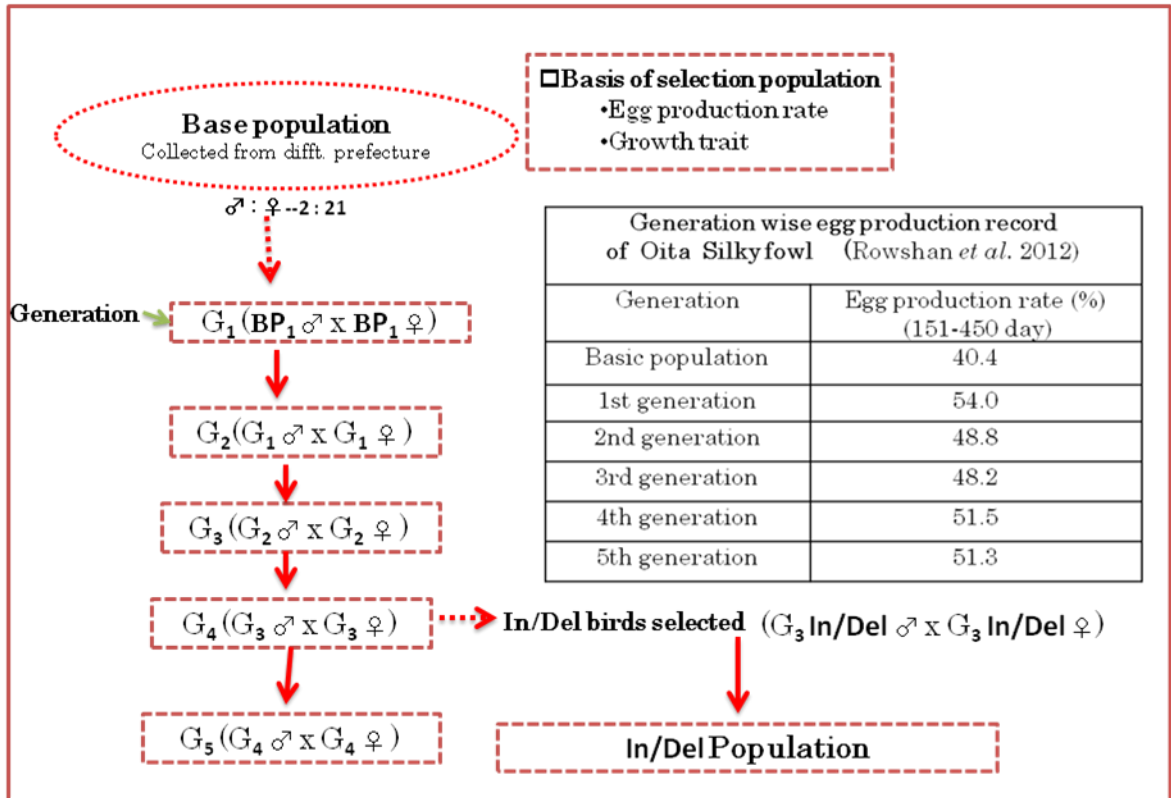 □Basis of selection population
•Egg production rate
•Growth trait
Base population
Collected from difft. prefecture
♂ : ♀ --2 : 21
Generation wise egg production record
of Oita Silkyfowl (Rowshan et al. 2012)
Generation
Egg production rate (%)
(151-450 day)
Basic population 40.4
1st generation 54.0
2nd generation 48.8
3rd generation 48.2
4th generation 51.5
5th generation 51.3
Generation
G₁(BP₁ ♂ x BP₁ ♀)
G₂(G₁ ♂ x G₁ ♀)
G₃(G₂ ♂ x G₂ ♀)
G₄(G₃ ♂ x G₃ ♀)
In/Del birds selected (G₃ In/Del ♂ x G₃ In/Del ♀)
G₅(G₄ ♂ x G₄ ♀)
In/Del Population